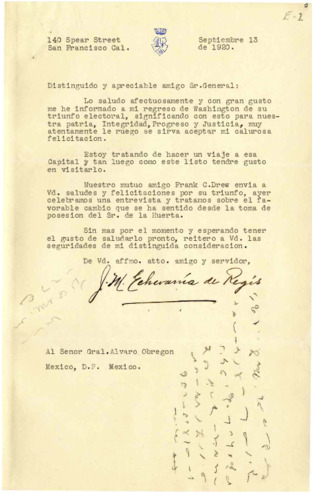 E-1
140 Spear Street
San Francisco Cal.
Septiembre 13
de 1920.
Distinguido y apreciable amigo Sr.General:
Lo saludo afectuosamente y con gran gusto
me he informado a mi regreso de Washington de su
triunfo electoral, significando con esto para nues-
tra patria, Integridad,Progreso y Justicia, muy
atentamente le ruego se sirva aceptar mi calurosa
felicitacion.
Estoy tratando de hacer un viaje a esa
Capital y tan luego como este listo tendre gusto
en visitarlo.
Nuestro mutuo amigo Frank C.Drew envia a
Vd. saludes y felicitaciones por su triunfo, ayer
celebramos una entrevista y tratamos sobre el fa-
vorable cambio que se ha sentido desde la toma de
posesion del Sr. de la Huerta.
Sin mas por el momento y esperando tener
el gusto de saludarlo pronto, reitero a Vd. las
seguridades de mi distinguida consideracion.
De Vd. affmo. atto. amigo y servidor,
J.M. Echevarria de Regis
Al Senor Gral.Alvaro Obregon
Mexico, D.F. Mexico.